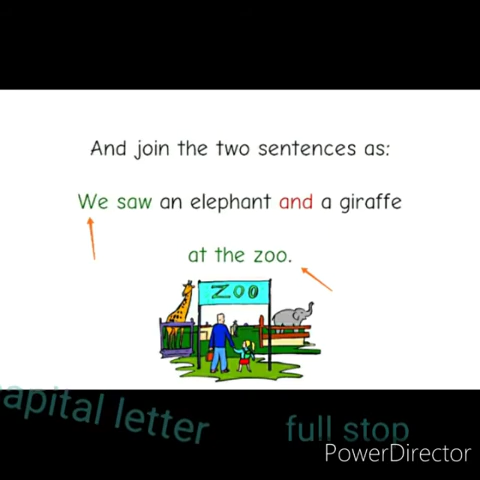 And join the two sentences as:
We saw an elephant and a giraffe
at the zoo.
ZOO
apital letter
full stop
PowerDirector